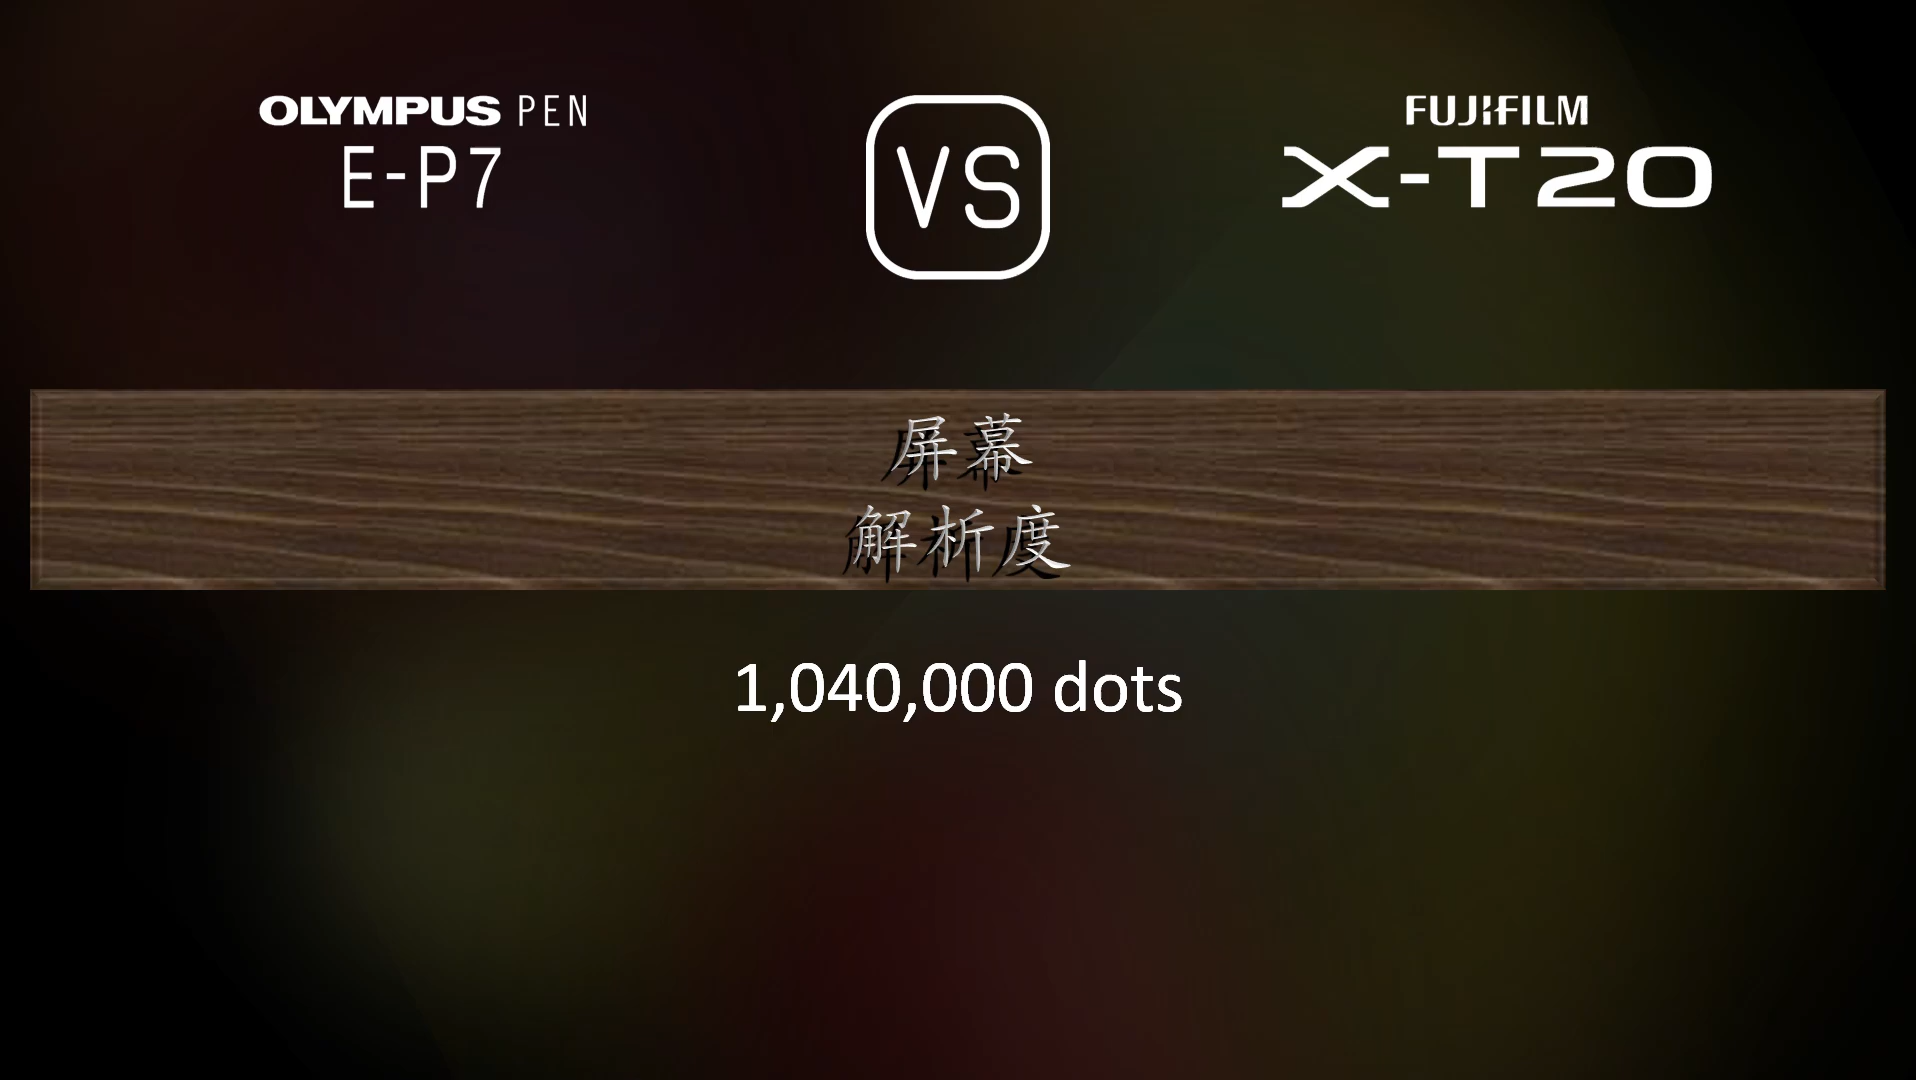 OLYMPUS PEN
E-P7
VS
FUJIFILM
X-T20
屏幕
解析度
1,040,000 dots